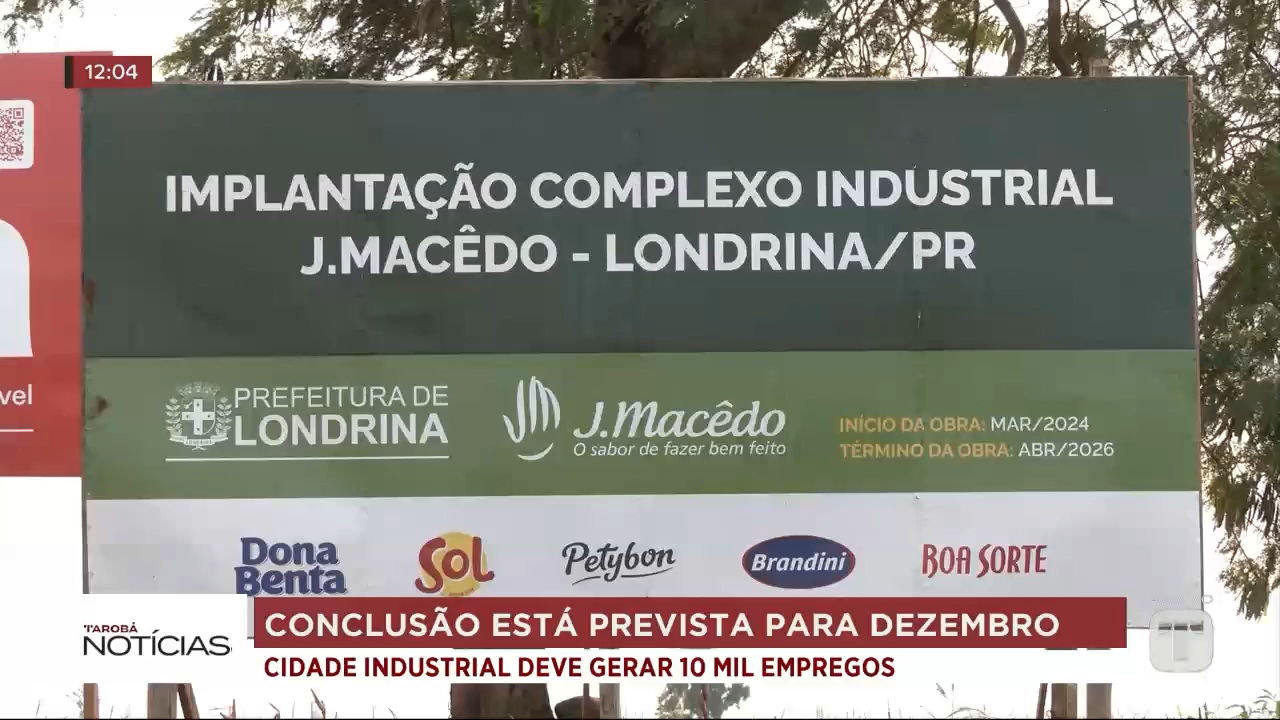 12:04
IMPLANTAÇÃO COMPLEXO INDUSTRIAL
J.MACÊDO - LONDRINA/PR
vel
PREFEITURA DE
LONDRINA
J.Macêdo
O sabor de fazer bem feito
INÍCIO DA OBRA: MAR/2024
TÉRMINO DA OBRA: ABR/2026
Dona
Benta
Sol
Petybon
Brandini
BOA SORTE
TAROBÁ
NOTÍCIAS
CONCLUSÃO ESTÁ PREVISTA PARA DEZEMBRO
CIDADE INDUSTRIAL DEVE GERAR 10 MIL EMPREGOS
T